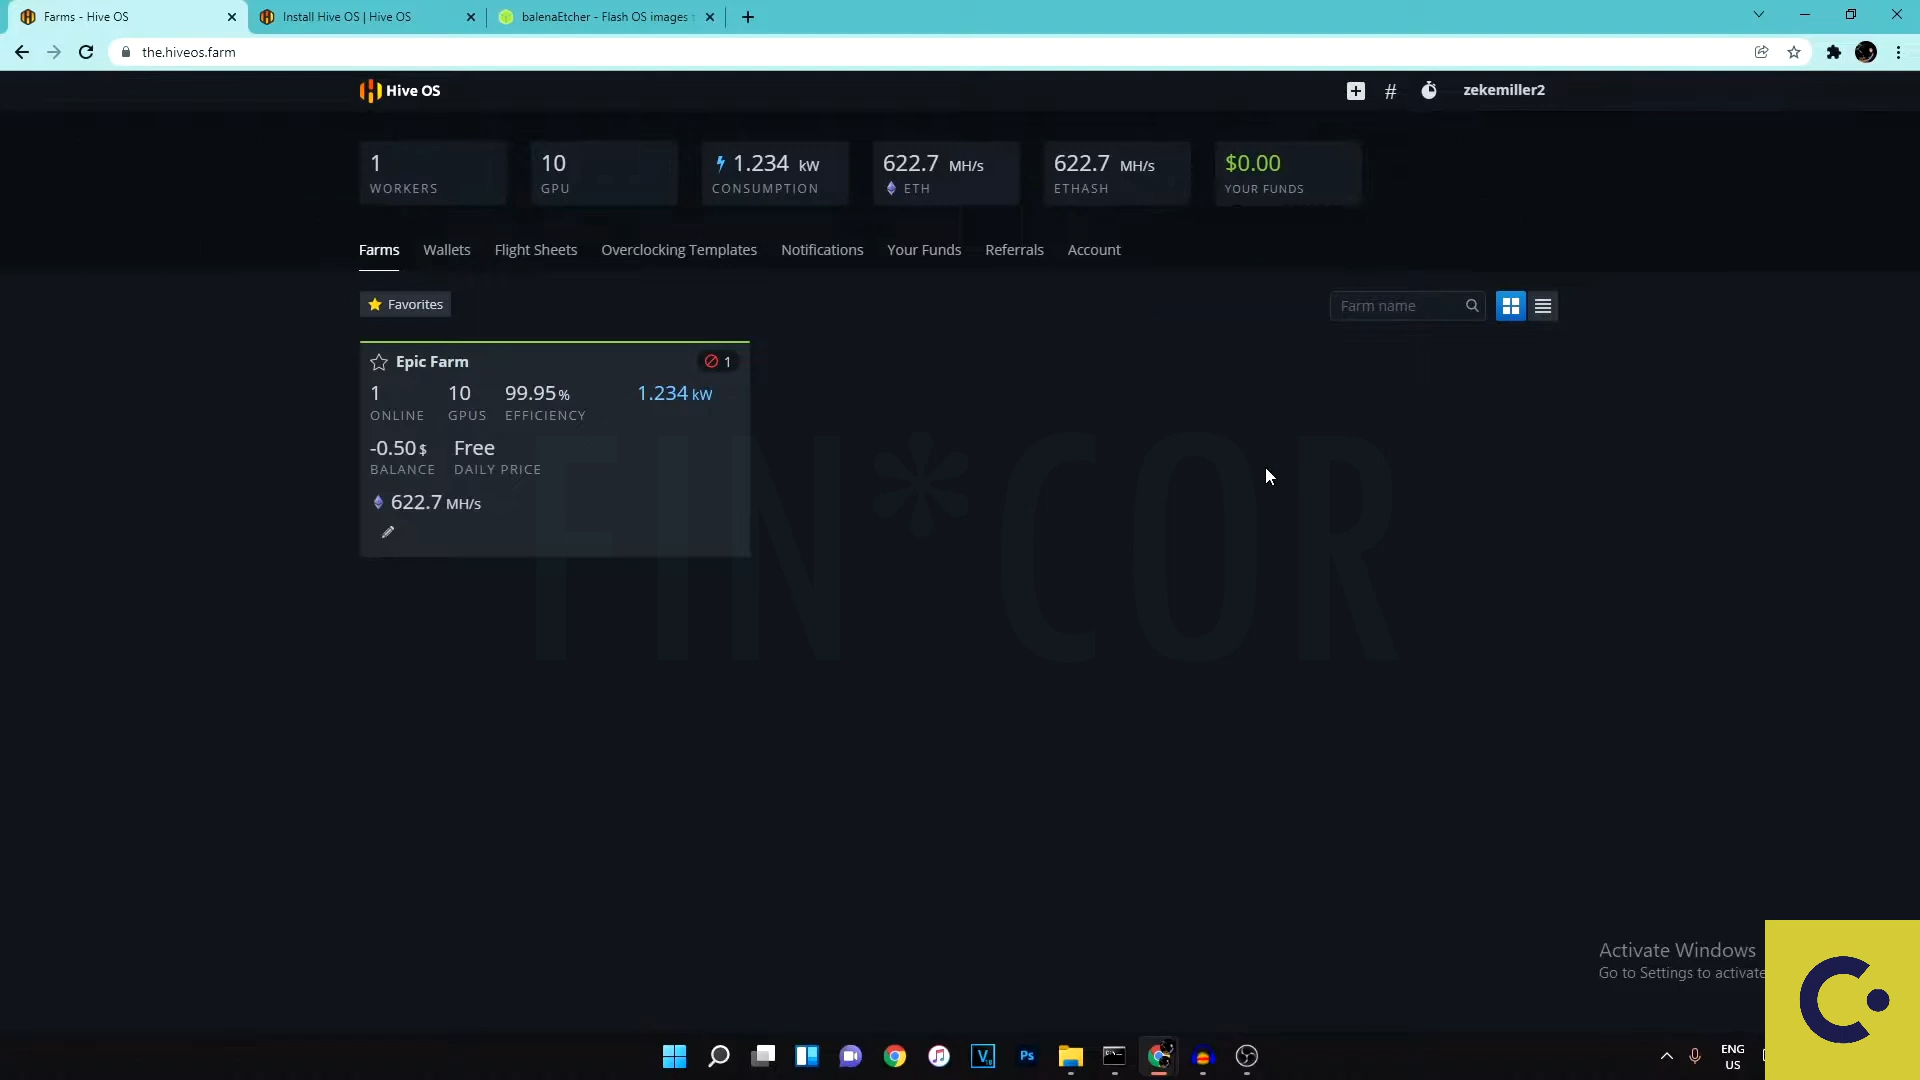 Farms - Hive OS
Install Hive OS | Hive OS
balenaEtcher - Flash OS images
the.hiveos.farm
Hive OS
#
zekemiller2
1
WORKERS
10
GPU
1.234 kW
CONSUMPTION
622.7 MH/s
ETH
622.7 MH/s
ETHASH
$0.00
YOUR FUNDS
Farms Wallets Flight Sheets Overclocking Templates Notifications Your Funds Referrals Account
Favorites
Farm name
Epic Farm
1
1 10 99.95% 1.234 kW
ONLINE GPUS EFFICIENCY
-0.50 $ Free
BALANCE DAILY PRICE
622.7 MH/s
FIN*COR
Activate Windows
Go to Settings to activate
Ps
ENG
US